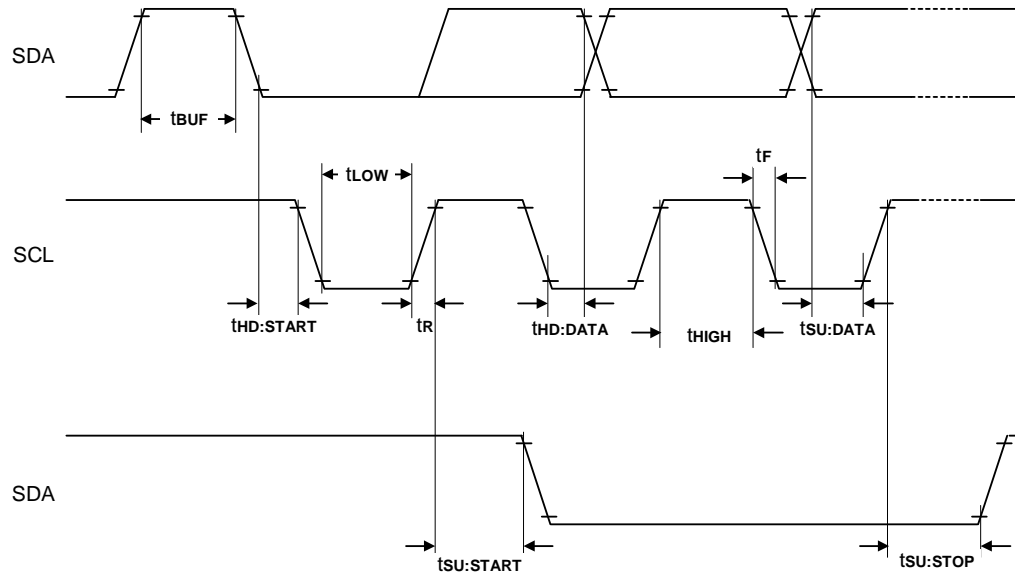 SDA
tBUF
tLOW
tF
SCL
tHD:START
tR
tHD:DATA
tHIGH
tSU:DATA
SDA
tSU:START
tSU:STOP